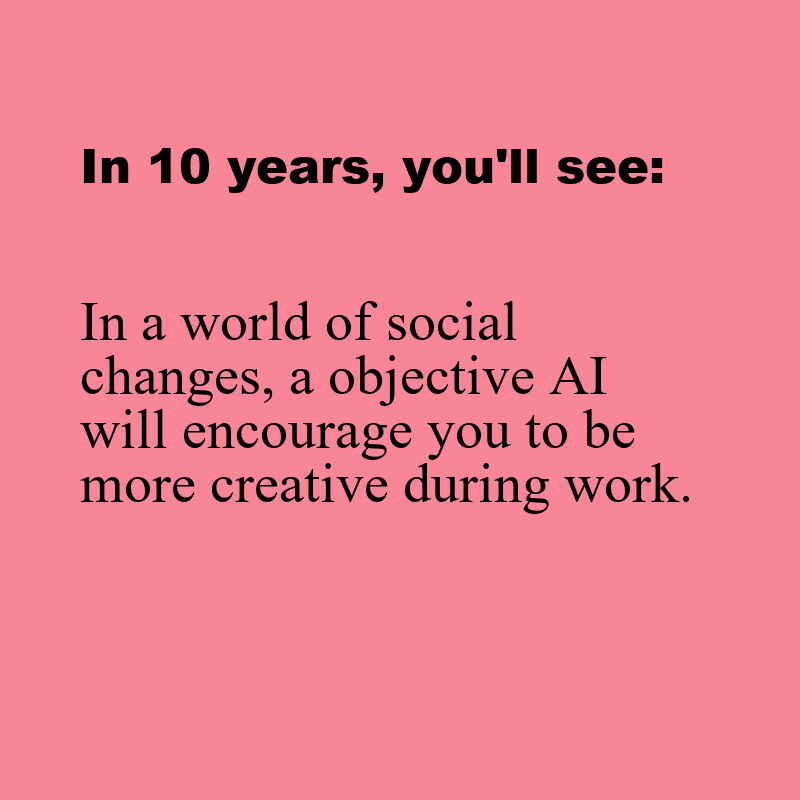 In 10 years, you'll see:
In a world of social
changes, a objective AI
will encourage you to be
more creative during work.